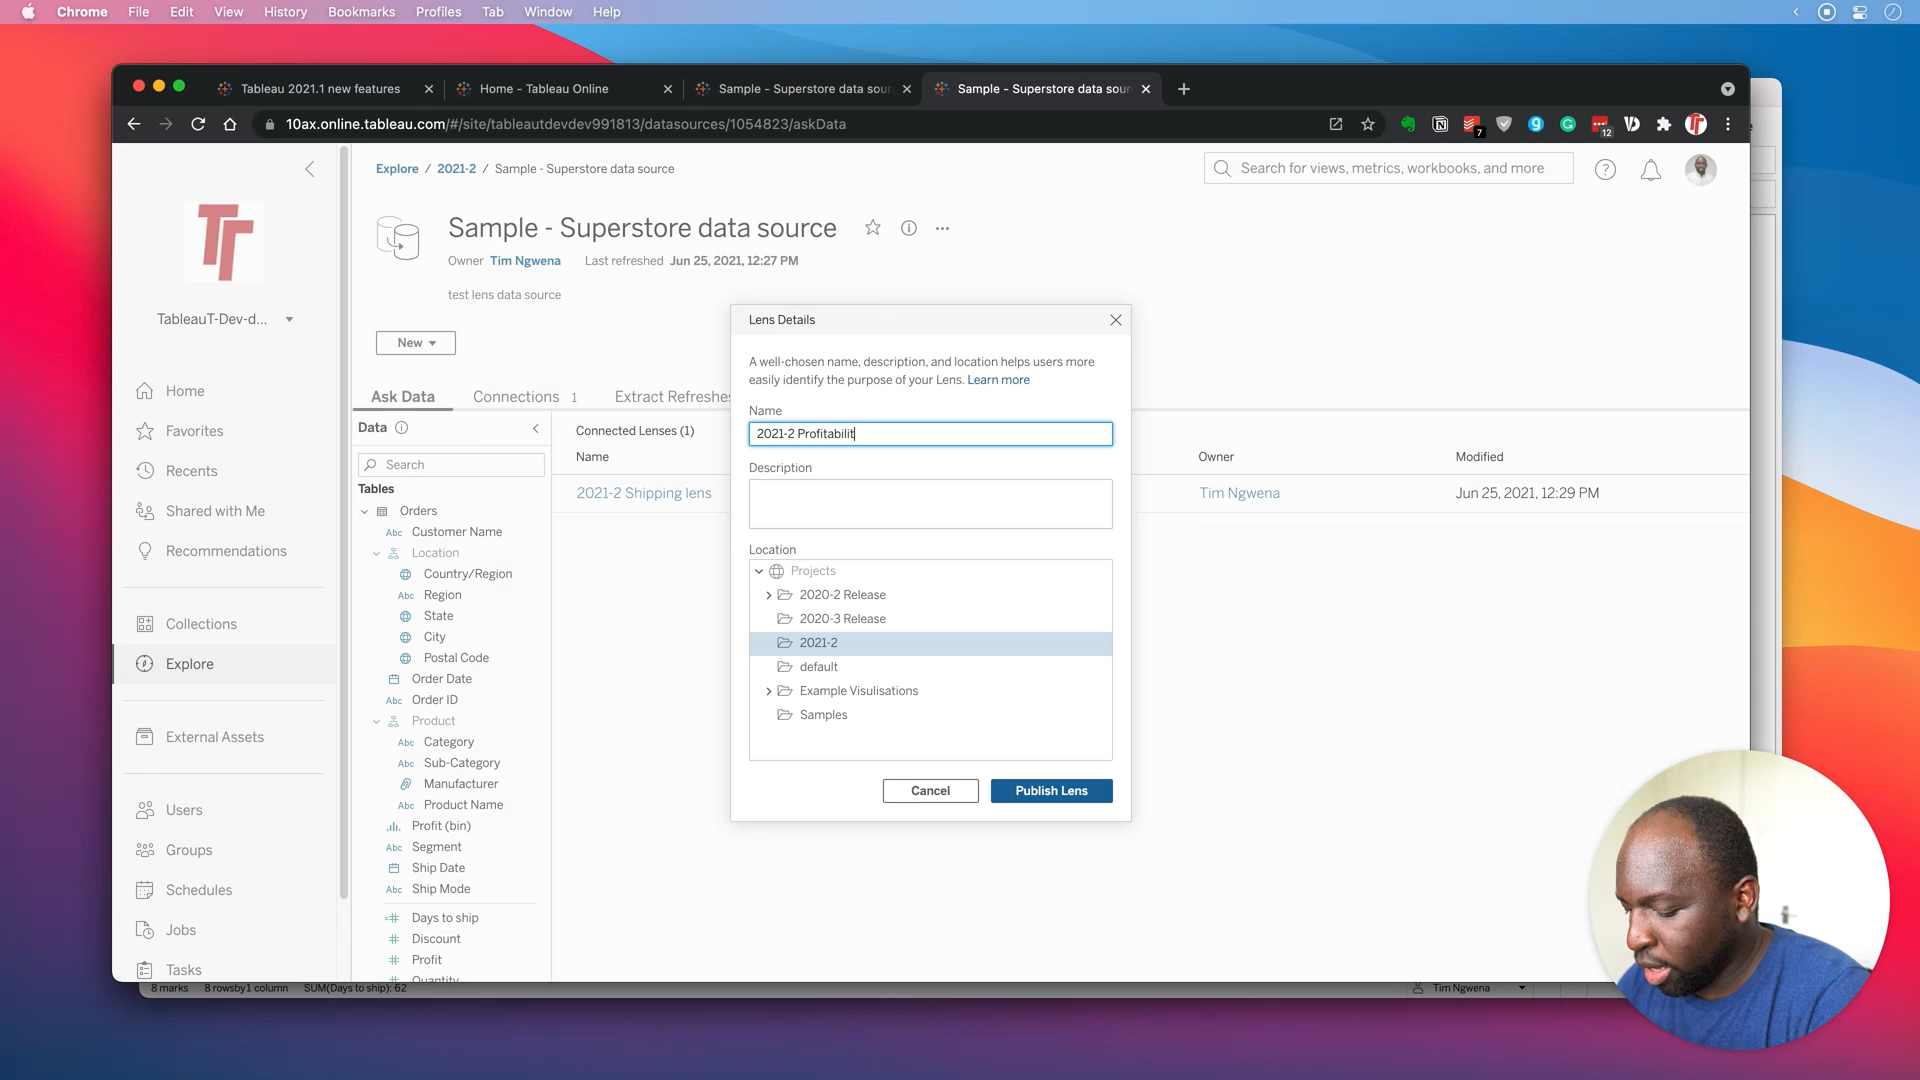 Chrome File Edit View History Bookmarks Profiles Tab Window Help
Tableau 2021.1 new features
Home - Tableau Online
Sample - Superstore data sour
Sample - Superstore data sour
10ax.online.tableau.com/#/site/tableautdevdev991813/datasources/1054823/askData
7
12
Explore / 2021-2 / Sample - Superstore data source
Search for views, metrics, workbooks, and more
TableauT-Dev-d...
Home
Favorites
Recents
Shared with Me
Recommendations
Collections
Explore
External Assets
Users
Groups
Schedules
Jobs
Tasks
Sample - Superstore data source
Owner Tim Ngwena Last refreshed Jun 25, 2021, 12:27 PM
test lens data source
New
Ask Data Connections 1 Extract Refreshes
Data
Search
Tables
Orders
Abc Customer Name
Location
Country/Region
Abc Region
State
City
Postal Code
Order Date
Abc Order ID
Product
Abc Category
Abc Sub-Category
Manufacturer
Abc Product Name
Profit (bin)
Abc Segment
Ship Date
Abc Ship Mode
Days to ship
Discount
Profit
Quantity
Connected Lenses (1)
Name Owner Modified
2021-2 Shipping lens Tim Ngwena Jun 25, 2021, 12:29 PM
Lens Details
A well-chosen name, description, and location helps users more
easily identify the purpose of your Lens. Learn more
Name
2021-2 Profitabilit
Description
Location
Projects
2020-2 Release
2020-3 Release
2021-2
default
Example Visulisations
Samples
Cancel Publish Lens
8 marks 8 rows by 1 column SUM(Days to ship): 62
Tim Ngwena